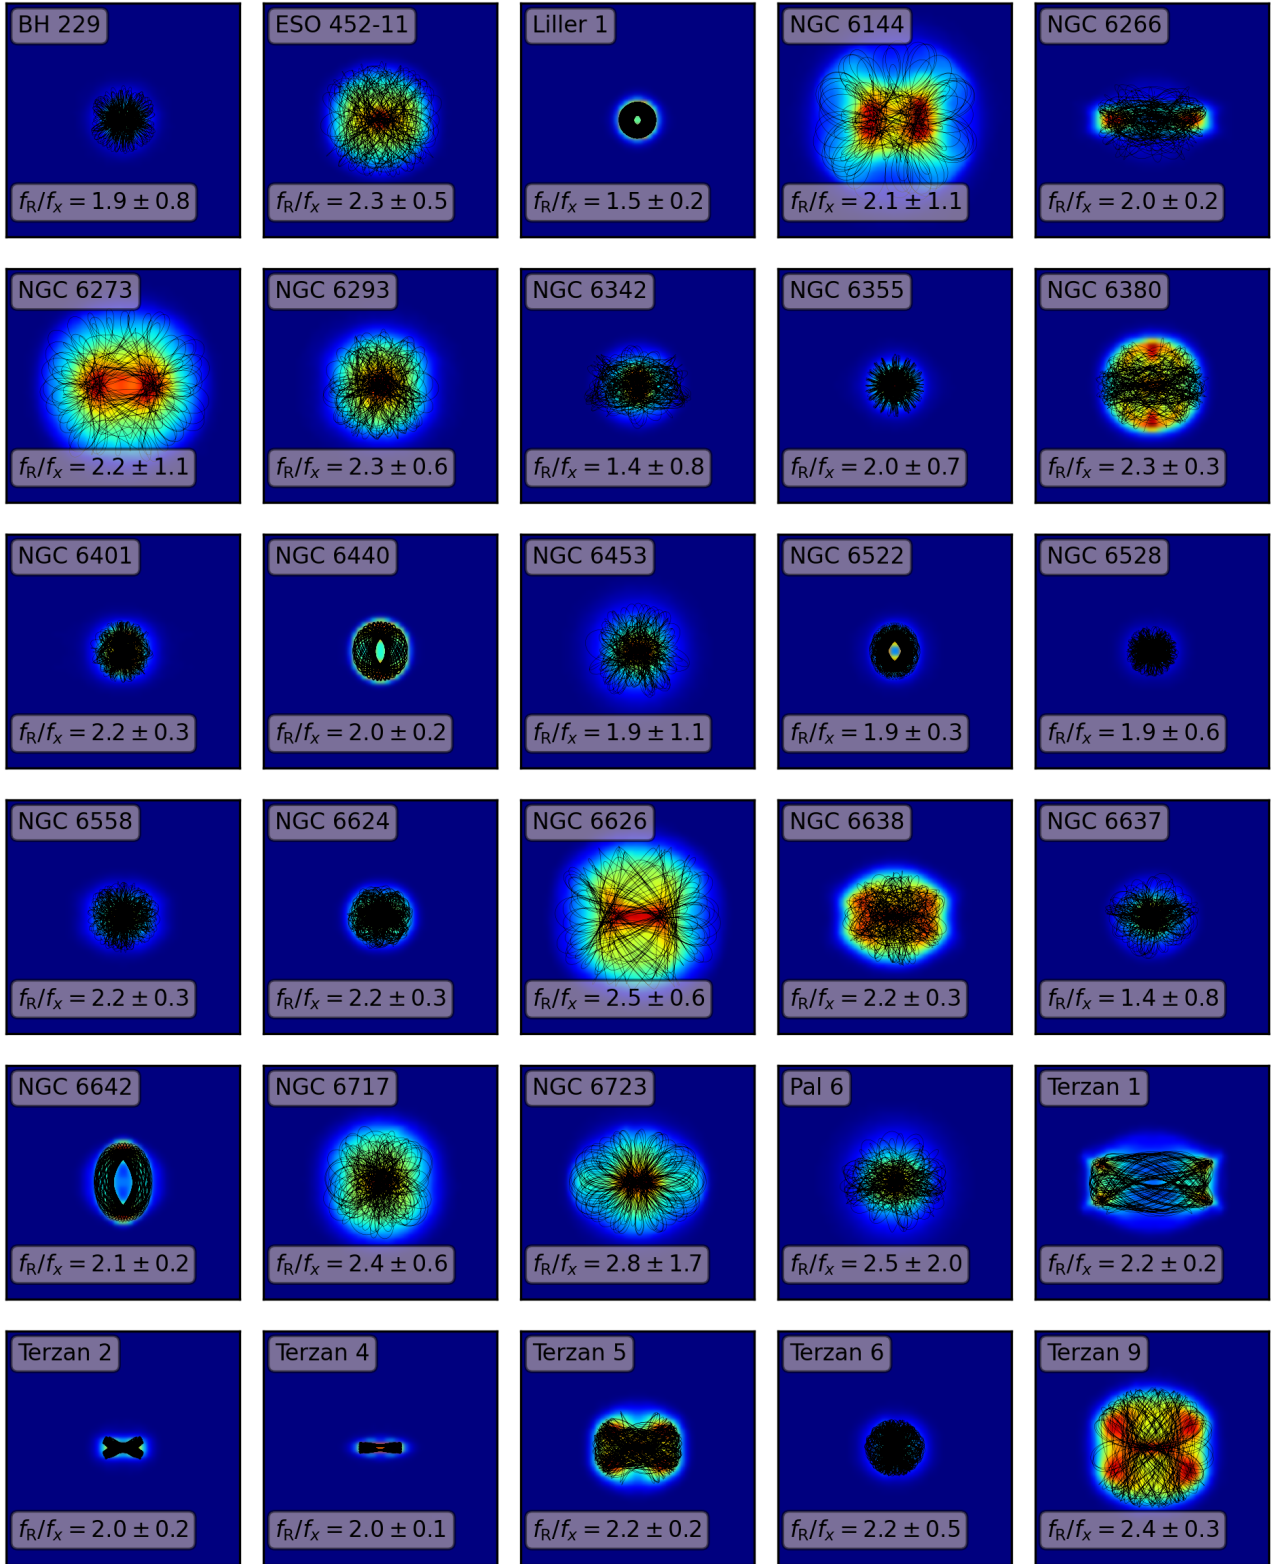 BH 229
ESO 452-11
Liller 1
NGC 6144
NGC 6266
f_R/f_x = 1.9 ± 0.8
f_R/f_x = 2.3 ± 0.5
f_R/f_x = 1.5 ± 0.2
f_R/f_x = 2.1 ± 1.1
f_R/f_x = 2.0 ± 0.2
NGC 6273
NGC 6293
NGC 6342
NGC 6355
NGC 6380
f_R/f_x = 2.2 ± 1.1
f_R/f_x = 2.3 ± 0.6
f_R/f_x = 1.4 ± 0.8
f_R/f_x = 2.0 ± 0.7
f_R/f_x = 2.3 ± 0.3
NGC 6401
NGC 6440
NGC 6453
NGC 6522
NGC 6528
f_R/f_x = 2.2 ± 0.3
f_R/f_x = 2.0 ± 0.2
f_R/f_x = 1.9 ± 1.1
f_R/f_x = 1.9 ± 0.3
f_R/f_x = 1.9 ± 0.6
NGC 6558
NGC 6624
NGC 6626
NGC 6638
NGC 6637
f_R/f_x = 2.2 ± 0.3
f_R/f_x = 2.2 ± 0.3
f_R/f_x = 2.5 ± 0.6
f_R/f_x = 2.2 ± 0.3
f_R/f_x = 1.4 ± 0.8
NGC 6642
NGC 6717
NGC 6723
Pal 6
Terzan 1
f_R/f_x = 2.1 ± 0.2
f_R/f_x = 2.4 ± 0.6
f_R/f_x = 2.8 ± 1.7
f_R/f_x = 2.5 ± 2.0
f_R/f_x = 2.2 ± 0.2
Terzan 2
Terzan 4
Terzan 5
Terzan 6
Terzan 9
f_R/f_x = 2.0 ± 0.2
f_R/f_x = 2.0 ± 0.1
f_R/f_x = 2.2 ± 0.2
f_R/f_x = 2.2 ± 0.5
f_R/f_x = 2.4 ± 0.3